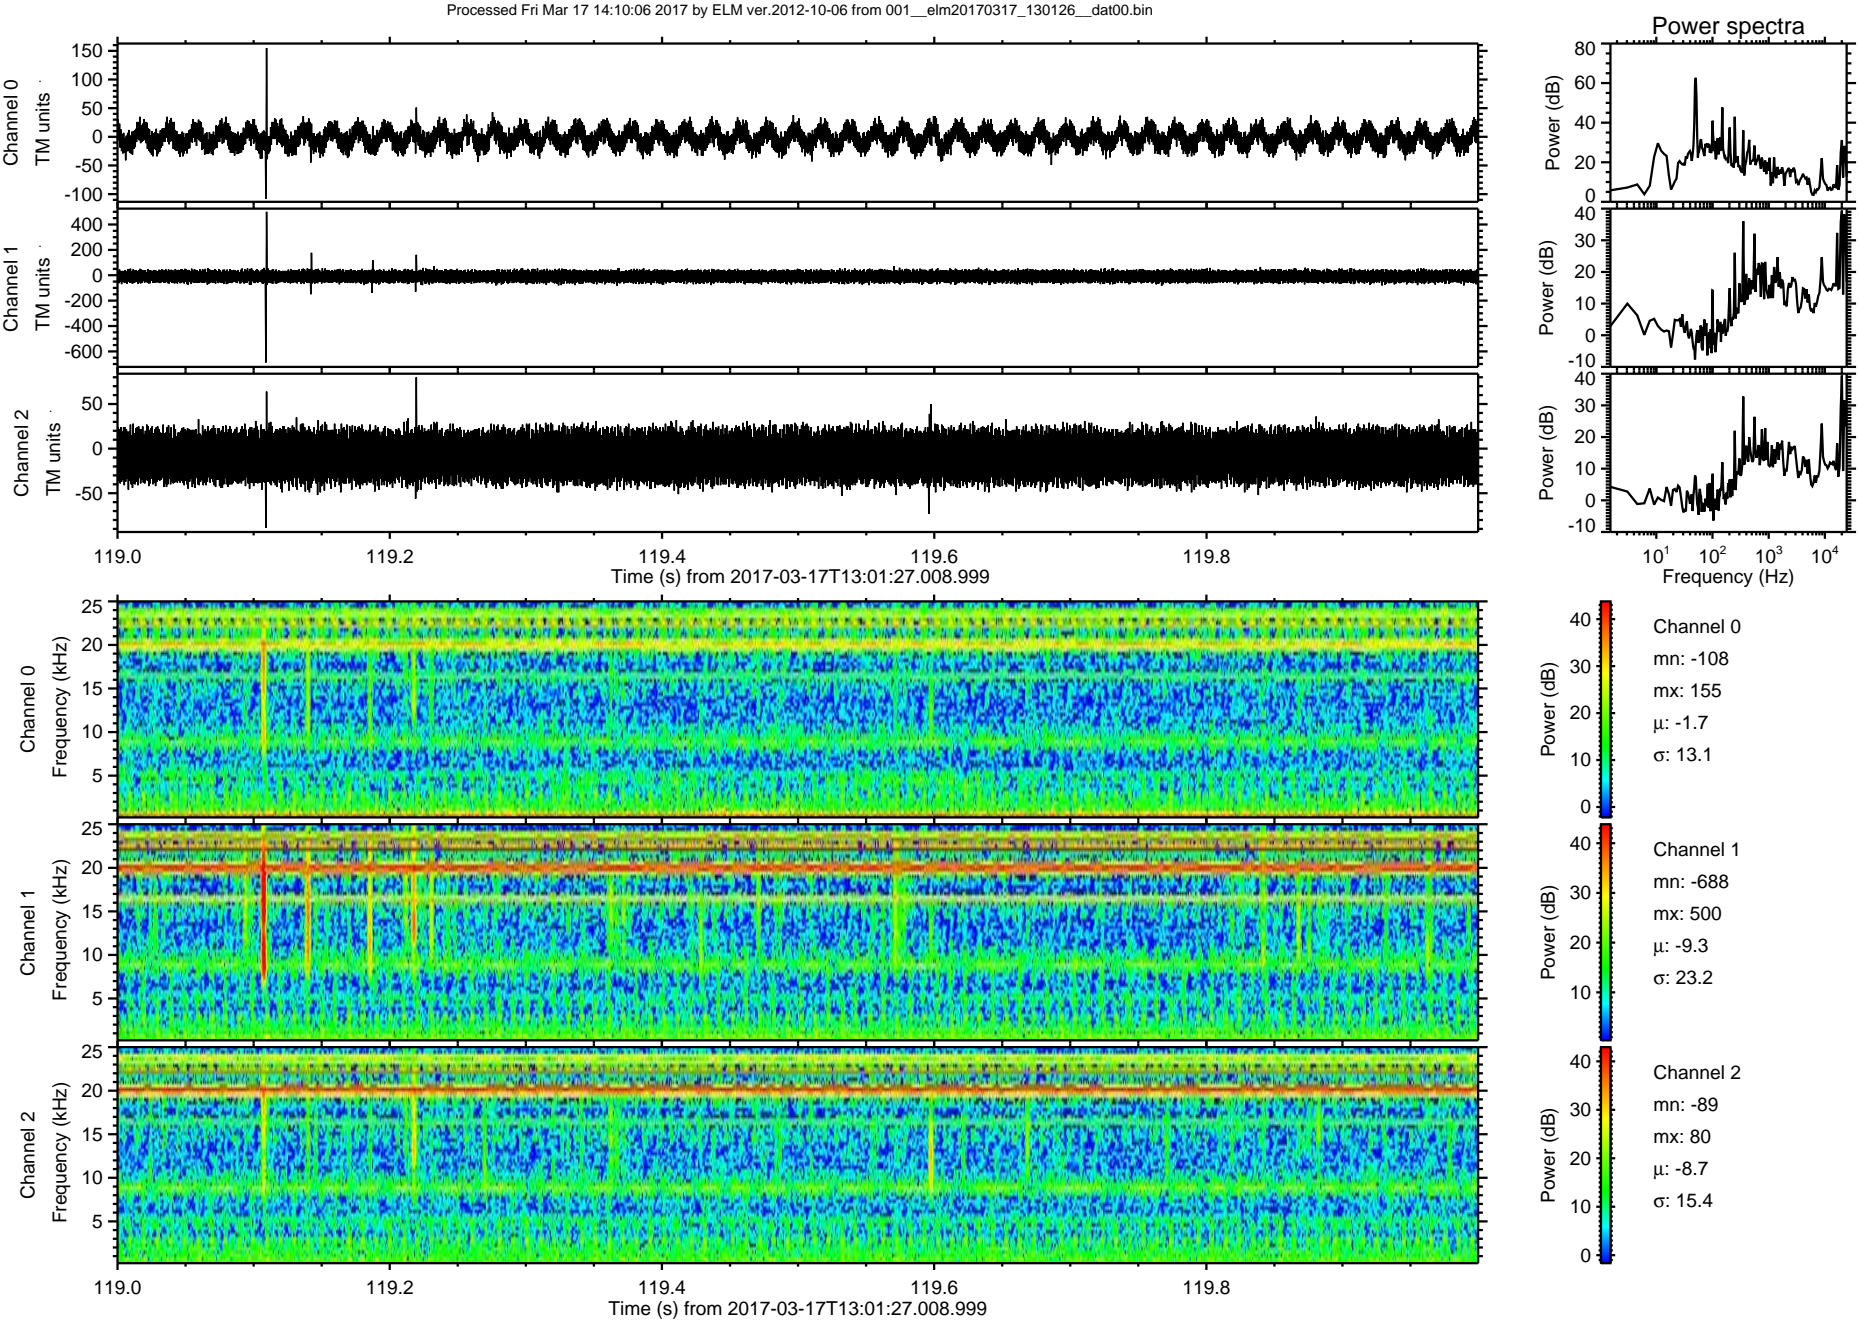 Processed Fri Mar 17 14:10:06 2017 by ELM ver.2012-10-06 from 001__elm20170317_130126__dat00.bin
Power spectra
Channel 0
TM units
150
100
50
0
-50
-100
Power (dB)
80
60
40
20
0
Channel 1
TM units
400
200
0
-200
-400
-600
Power (dB)
40
30
20
10
0
-10
Channel 2
TM units
50
0
-50
Power (dB)
40
30
20
10
0
-10
119.0 119.2 119.4 119.6 119.8
Time (s) from 2017-03-17T13:01:27.008.999
10¹ 10² 10³ 10⁴
Frequency (Hz)
Channel 0
Frequency (kHz)
25
20
15
10
5
Power (dB)
40
30
20
10
0
Channel 0
mn: -108
mx: 155
μ: -1.7
σ: 13.1
Channel 1
Frequency (kHz)
25
20
15
10
5
Power (dB)
40
30
20
10
Channel 1
mn: -688
mx: 500
μ: -9.3
σ: 23.2
Channel 2
Frequency (kHz)
25
20
15
10
5
Power (dB)
40
30
20
10
0
Channel 2
mn: -89
mx: 80
μ: -8.7
σ: 15.4
119.0 119.2 119.4 119.6 119.8
Time (s) from 2017-03-17T13:01:27.008.999